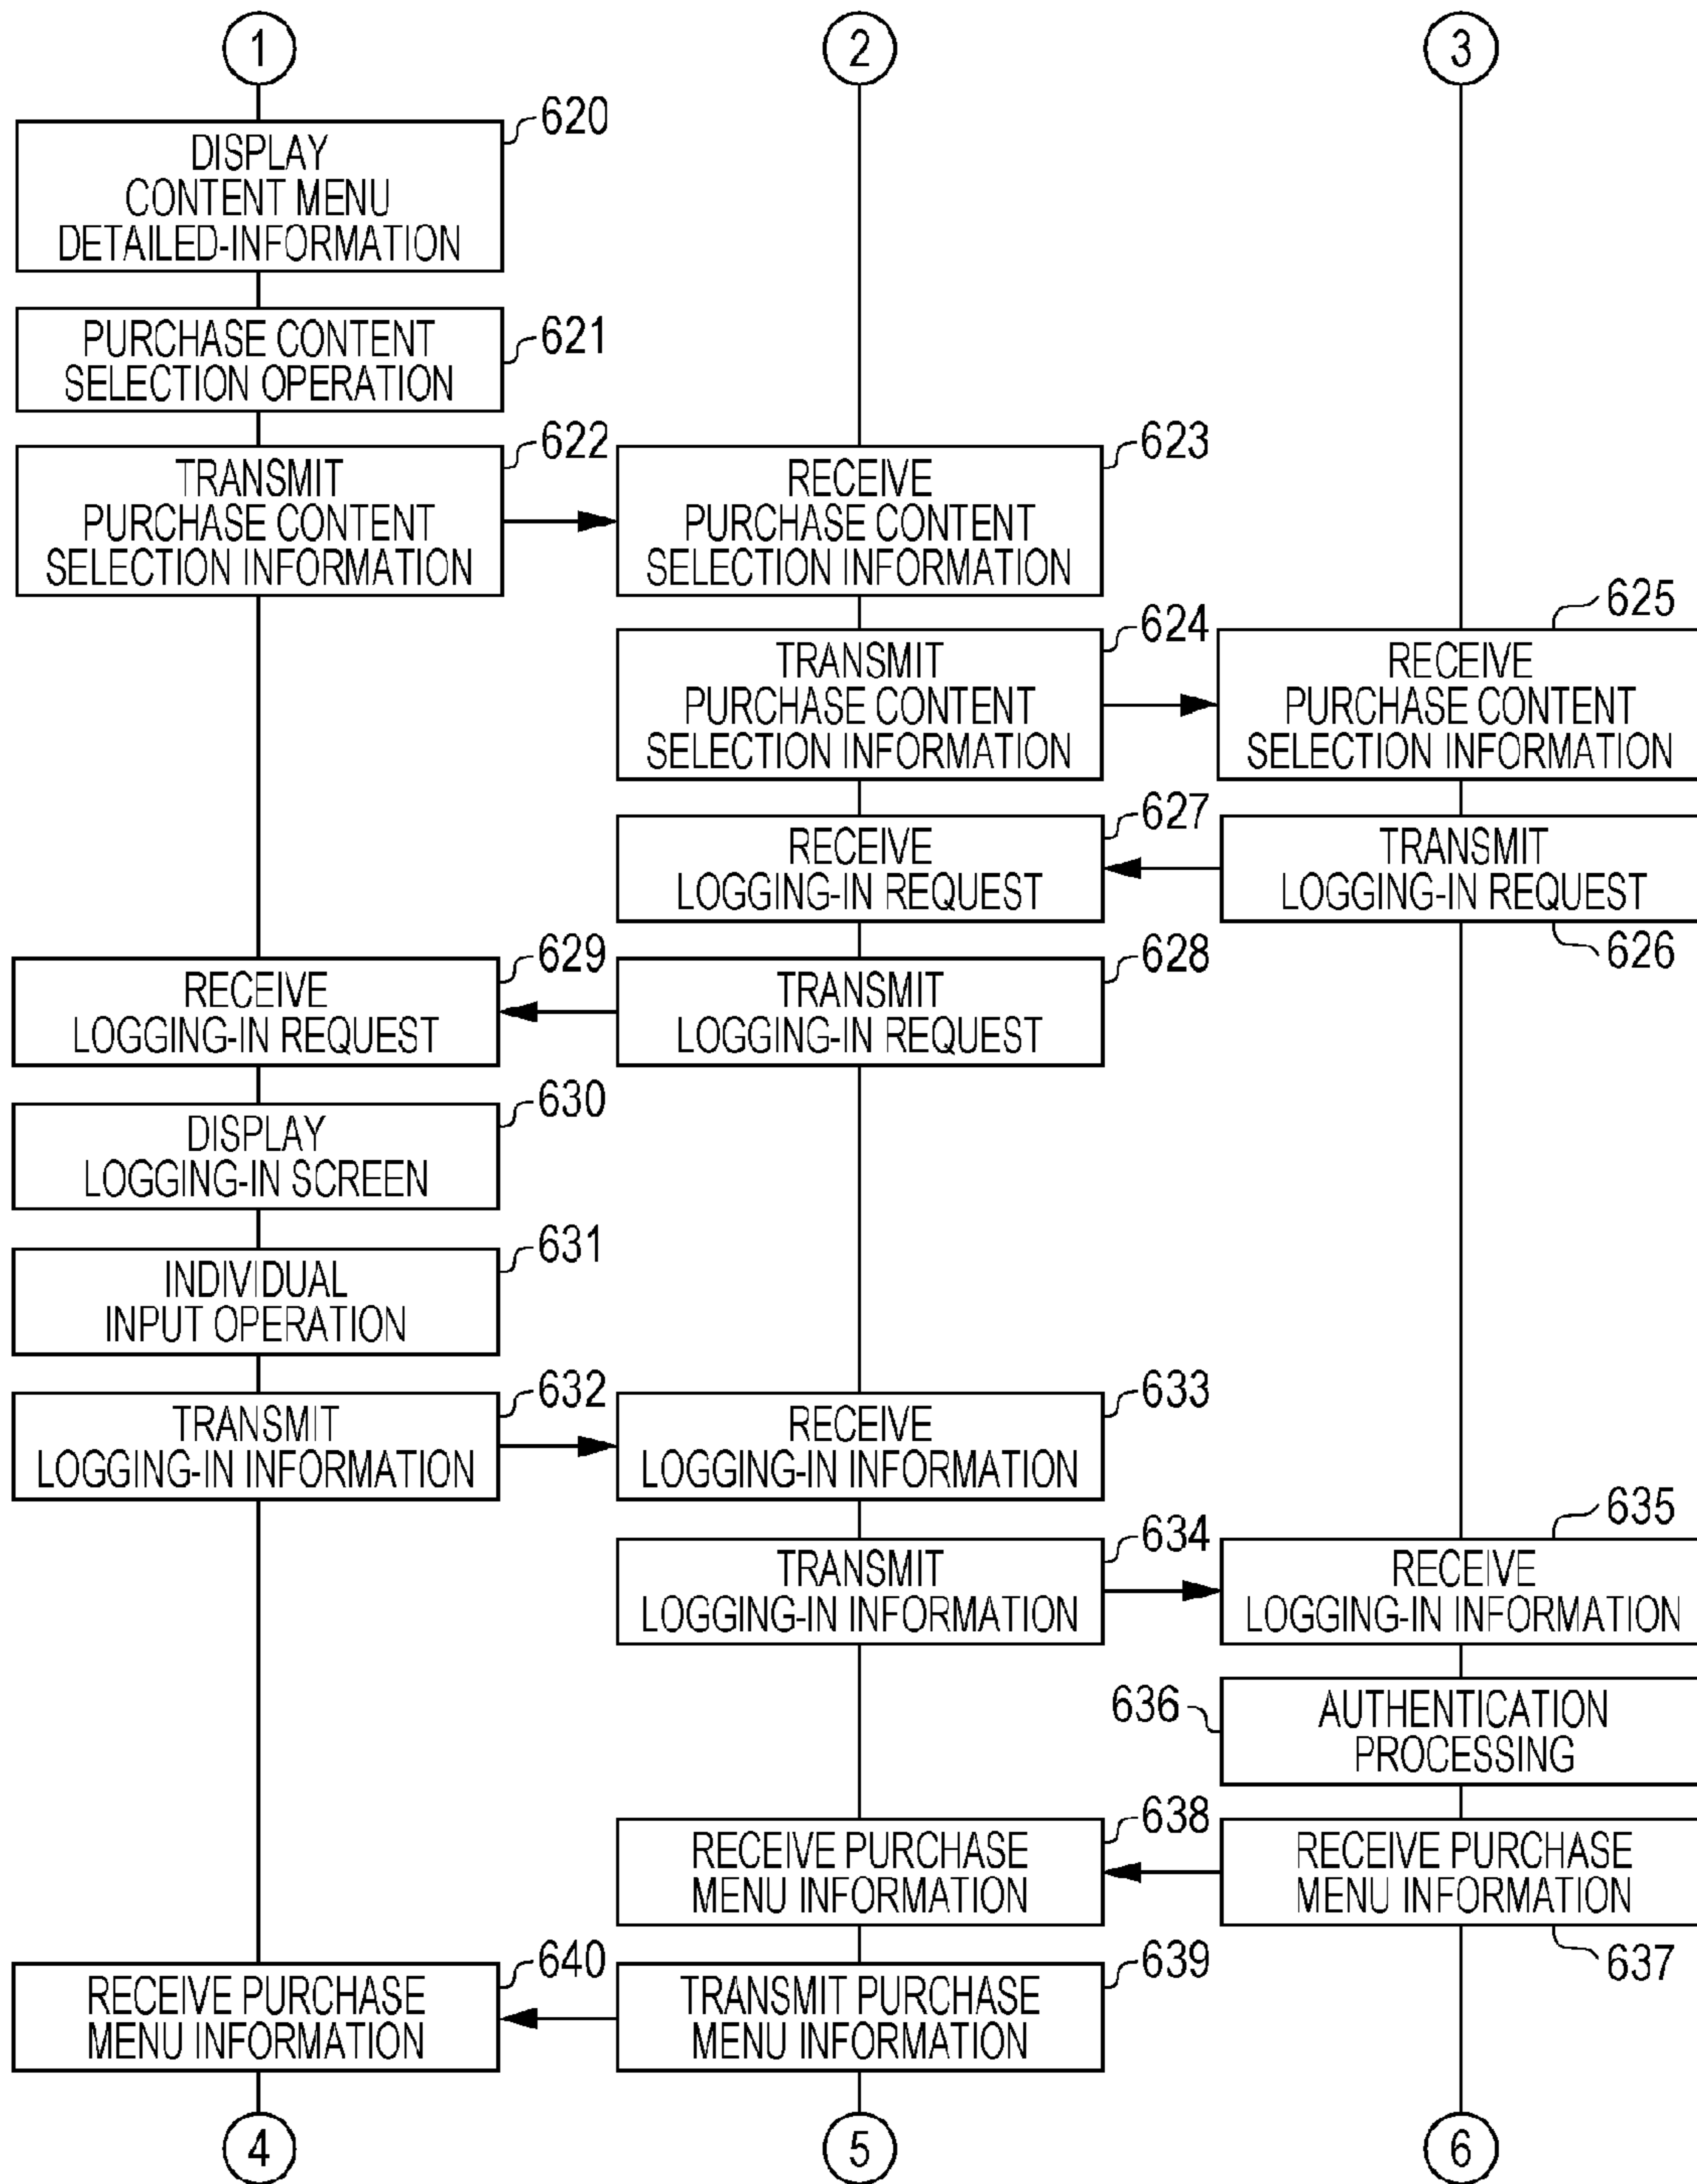 1
2
3
620
DISPLAY
CONTENT MENU
DETAILED-INFORMATION
621
PURCHASE CONTENT
SELECTION OPERATION
622
TRANSMIT
PURCHASE CONTENT
SELECTION INFORMATION
623
RECEIVE
PURCHASE CONTENT
SELECTION INFORMATION
624
TRANSMIT
PURCHASE CONTENT
SELECTION INFORMATION
625
RECEIVE
PURCHASE CONTENT
SELECTION INFORMATION
627
RECEIVE
LOGGING-IN REQUEST
TRANSMIT
LOGGING-IN REQUEST
626
629
RECEIVE
LOGGING-IN REQUEST
628
TRANSMIT
LOGGING-IN REQUEST
630
DISPLAY
LOGGING-IN SCREEN
631
INDIVIDUAL
INPUT OPERATION
632
TRANSMIT
LOGGING-IN INFORMATION
633
RECEIVE
LOGGING-IN INFORMATION
634
TRANSMIT
LOGGING-IN INFORMATION
635
RECEIVE
LOGGING-IN INFORMATION
636
AUTHENTICATION
PROCESSING
638
RECEIVE PURCHASE
MENU INFORMATION
RECEIVE PURCHASE
MENU INFORMATION
637
640
RECEIVE PURCHASE
MENU INFORMATION
639
TRANSMIT PURCHASE
MENU INFORMATION
4
5
6